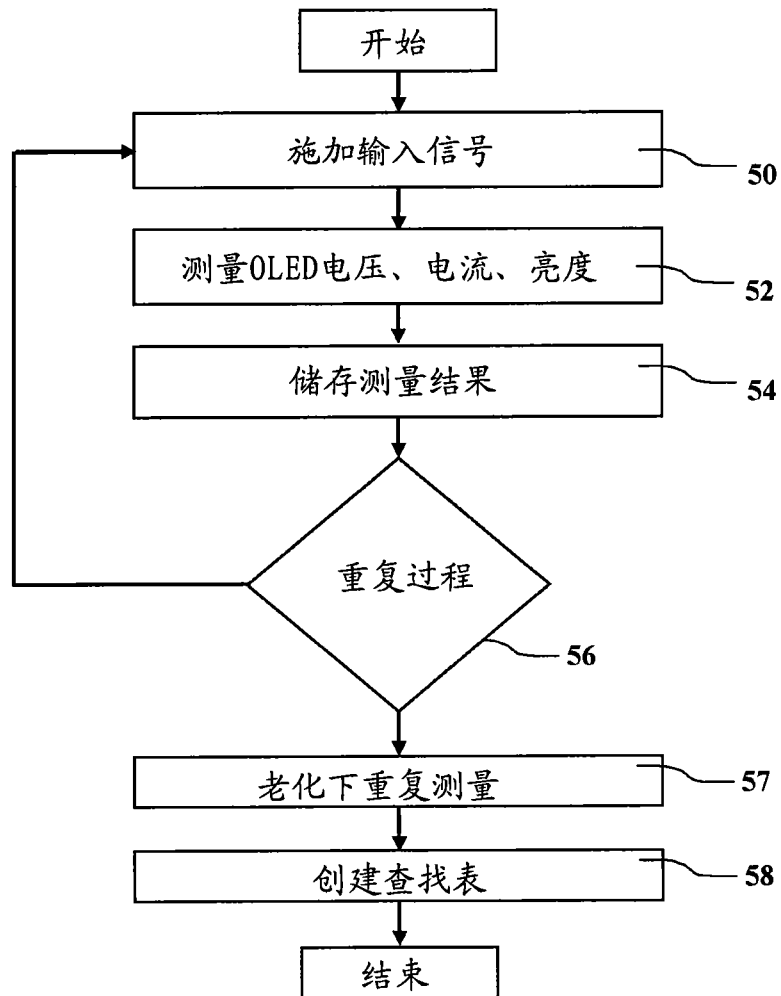 开始
施加输入信号
50
测量OLED电压、电流、亮度
52
储存测量结果
54
重复过程
56
老化下重复测量
57
创建查找表
58
结束